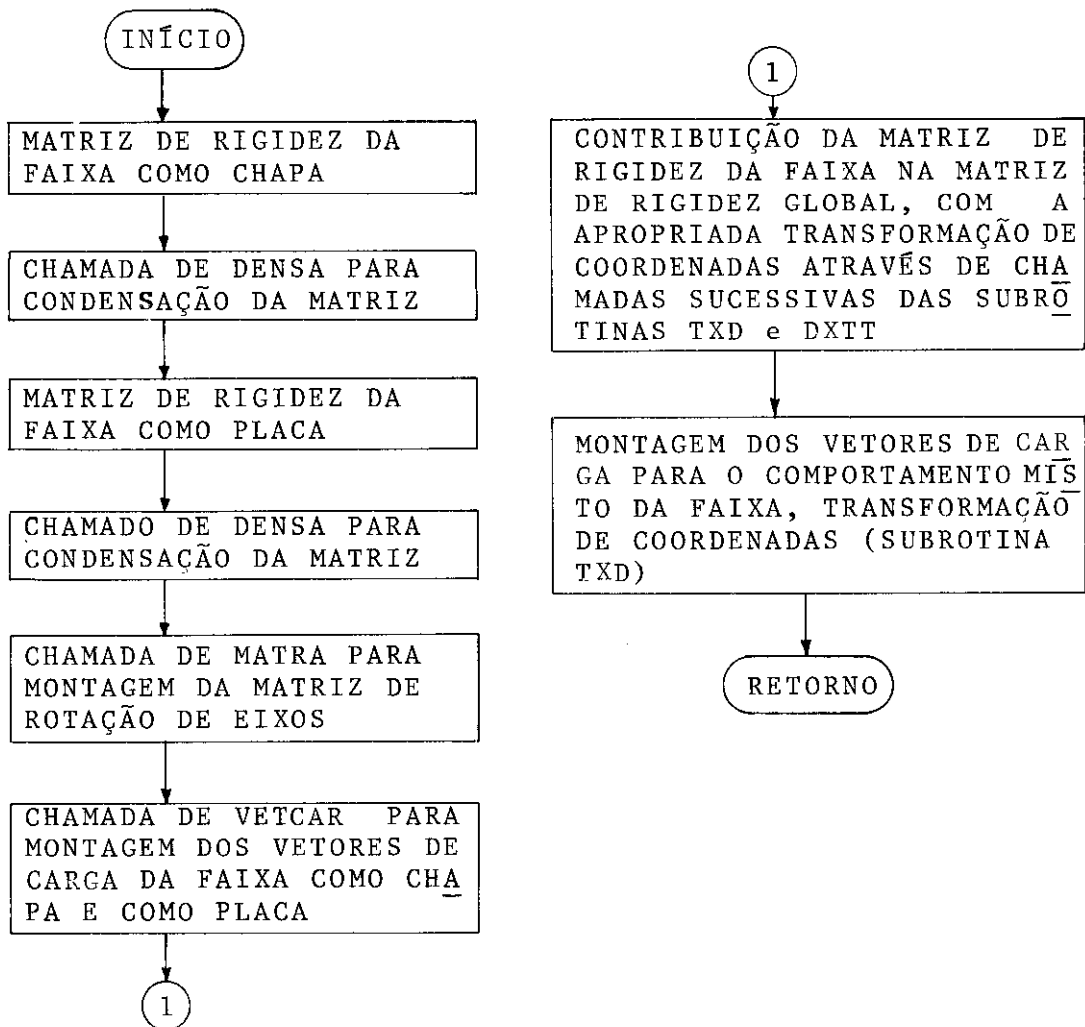 INÍCIO
MATRIZ DE RIGIDEZ DA
FAIXA COMO CHAPA
CHAMADA DE DENSA PARA
CONDENSAÇÃO DA MATRIZ
MATRIZ DE RIGIDEZ DA
FAIXA COMO PLACA
CHAMADO DE DENSA PARA
CONDENSAÇÃO DA MATRIZ
CHAMADA DE MATRA PARA
MONTAGEM DA MATRIZ DE
ROTAÇÃO DE EIXOS
CHAMADA DE VETCAR PARA
MONTAGEM DOS VETORES DE
CARGA DA FAIXA COMO CHA
PA E COMO PLACA
1
1
CONTRIBUIÇÃO DA MATRIZ DE
RIGIDEZ DA FAIXA NA MATRIZ
DE RIGIDEZ GLOBAL, COM A
APROPRIADA TRANSFORMAÇÃO DE
COORDENADAS ATRAVÉS DE CHA
MADAS SUCESSIVAS DAS SUBRO
TINAS TXD e DXTT
MONTAGEM DOS VETORES DE CAR
GA PARA O COMPORTAMENTO MIS
TO DA FAIXA, TRANSFORMAÇÃO
DE COORDENADAS (SUBROTINA
TXD)
RETORNO